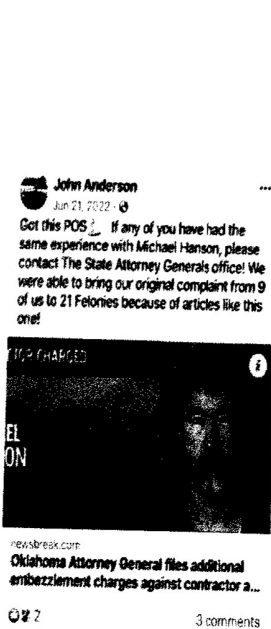 John Anderson
Jun 21, 2022
Got this POS If any of you have had the
same experience with Michael Hanson, please
contact The State Attorney Generals office! We
were able to bring our original complaint from 9
of us to 21 Felonies because of articles like this
one!
CTOR CHARGED
EL
ON
newsbreak.com
Oklahoma Attorney General files additional
embezzlement charges against contractor a...
2
3 comments